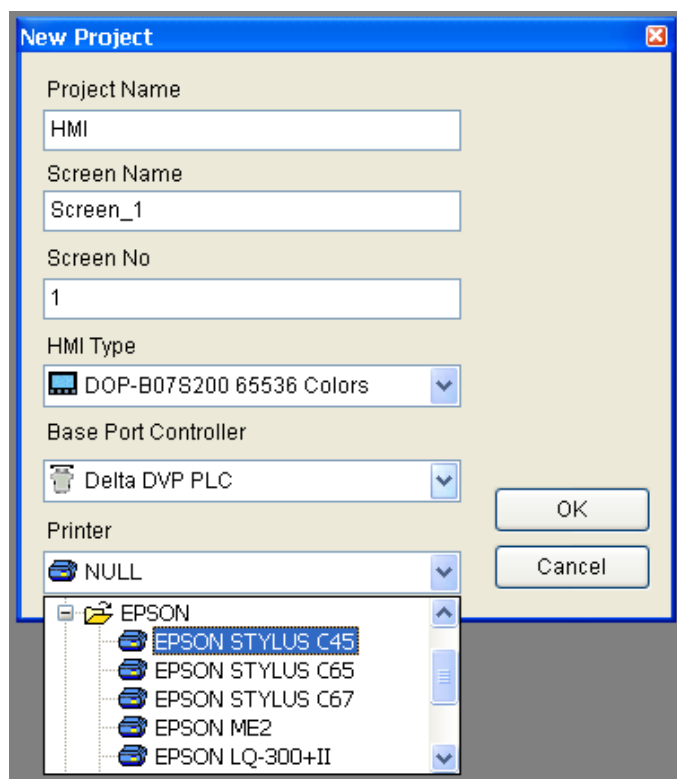 New Project
Project Name
HMI
Screen Name
Screen_1
Screen No
1
HMI Type
DOP-B07S200 65536 Colors
Base Port Controller
Delta DVP PLC
OK
Printer
NULL
Cancel
EPSON
EPSON STYLUS C45
EPSON STYLUS C65
EPSON STYLUS C67
EPSON ME2
EPSON LQ-300+II